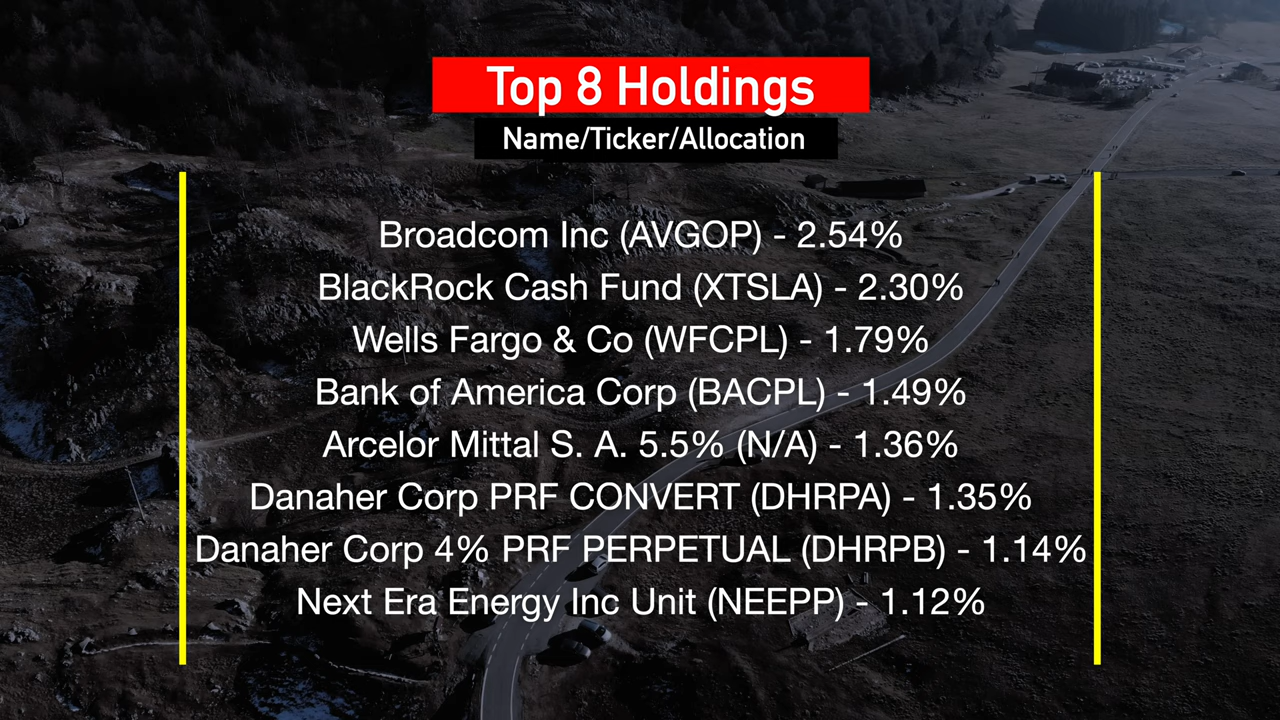 Top 8 Holdings
Name/Ticker/Allocation
Broadcom Inc (AVGOP) - 2.54%
BlackRock Cash Fund (XTSLA) - 2.30%
Wells Fargo & Co (WFCPL) - 1.79%
Bank of America Corp (BACPL) - 1.49%
Arcelor Mittal S. A. 5.5% (N/A) - 1.36%
Danaher Corp PRF CONVERT (DHRPA) - 1.35%
Danaher Corp 4% PRF PERPETUAL (DHRPB) - 1.14%
Next Era Energy Inc Unit (NEEPP) - 1.12%